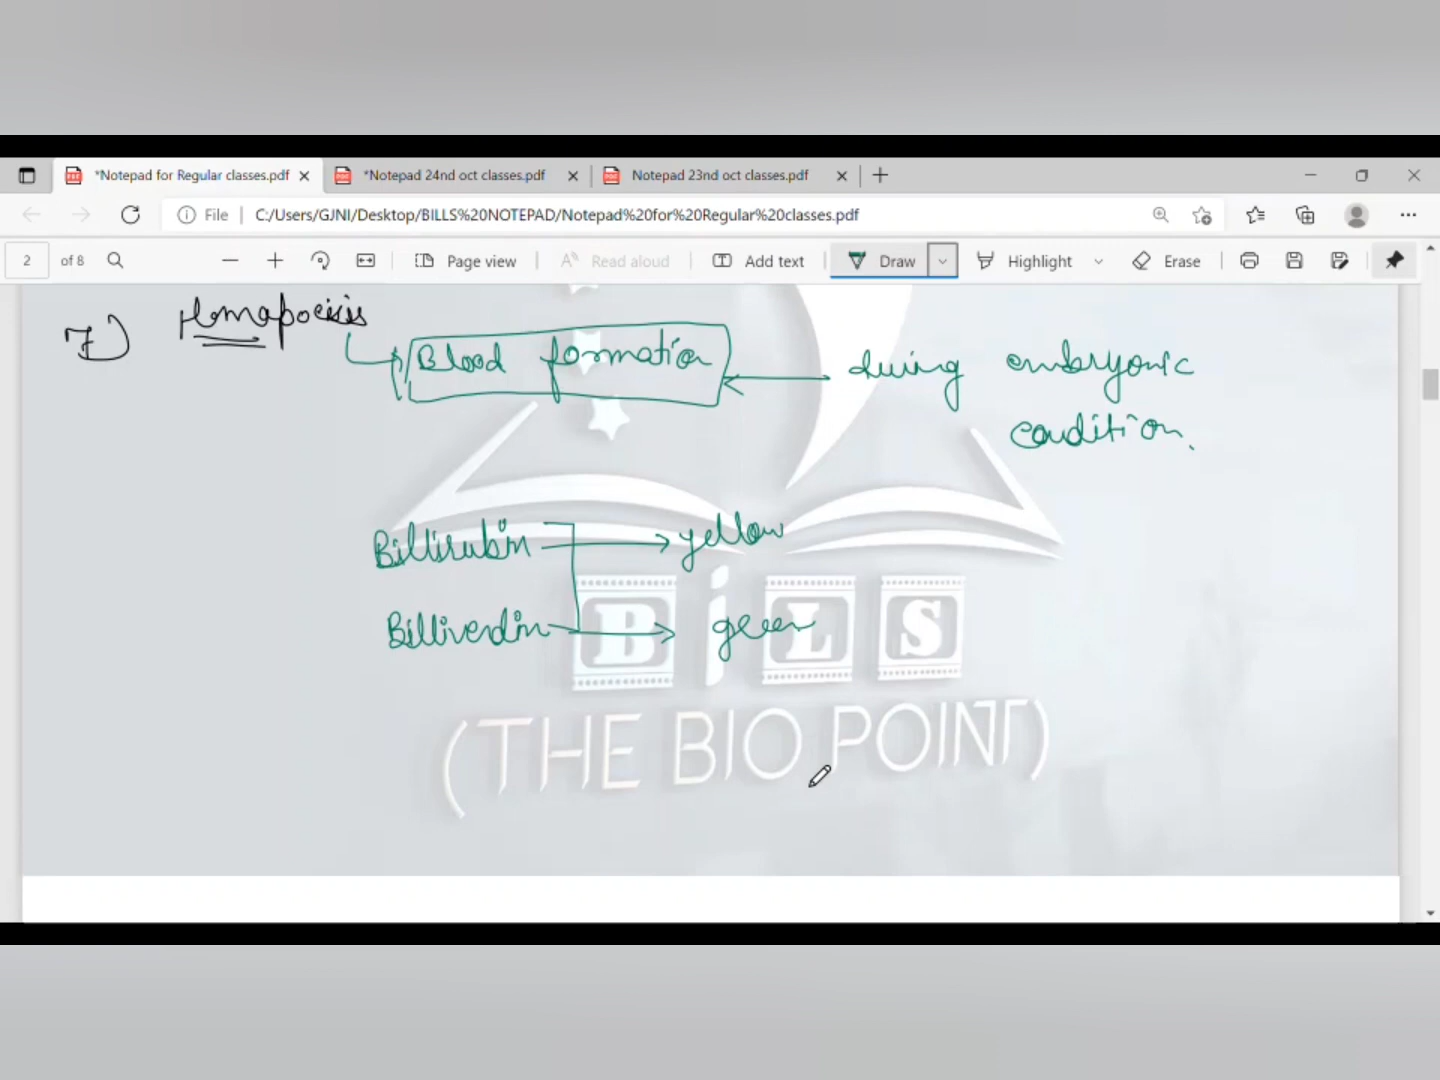 *Notepad for Regular classes.pdf
*Notepad 24nd oct classes.pdf
Notepad 23nd oct classes.pdf
File
C:/Users/GJNI/Desktop/BILLS%20NOTEPAD/Notepad%20for%20Regular%20classes.pdf
2 of 8
Page view
Read aloud
Add text
Draw
Highlight
Erase
7) Hemapoeisis
Blood formation
during embryonic
condition.
Billirubin
yellow
Billiverdin
green
BiLS
(THE BIO POINT)